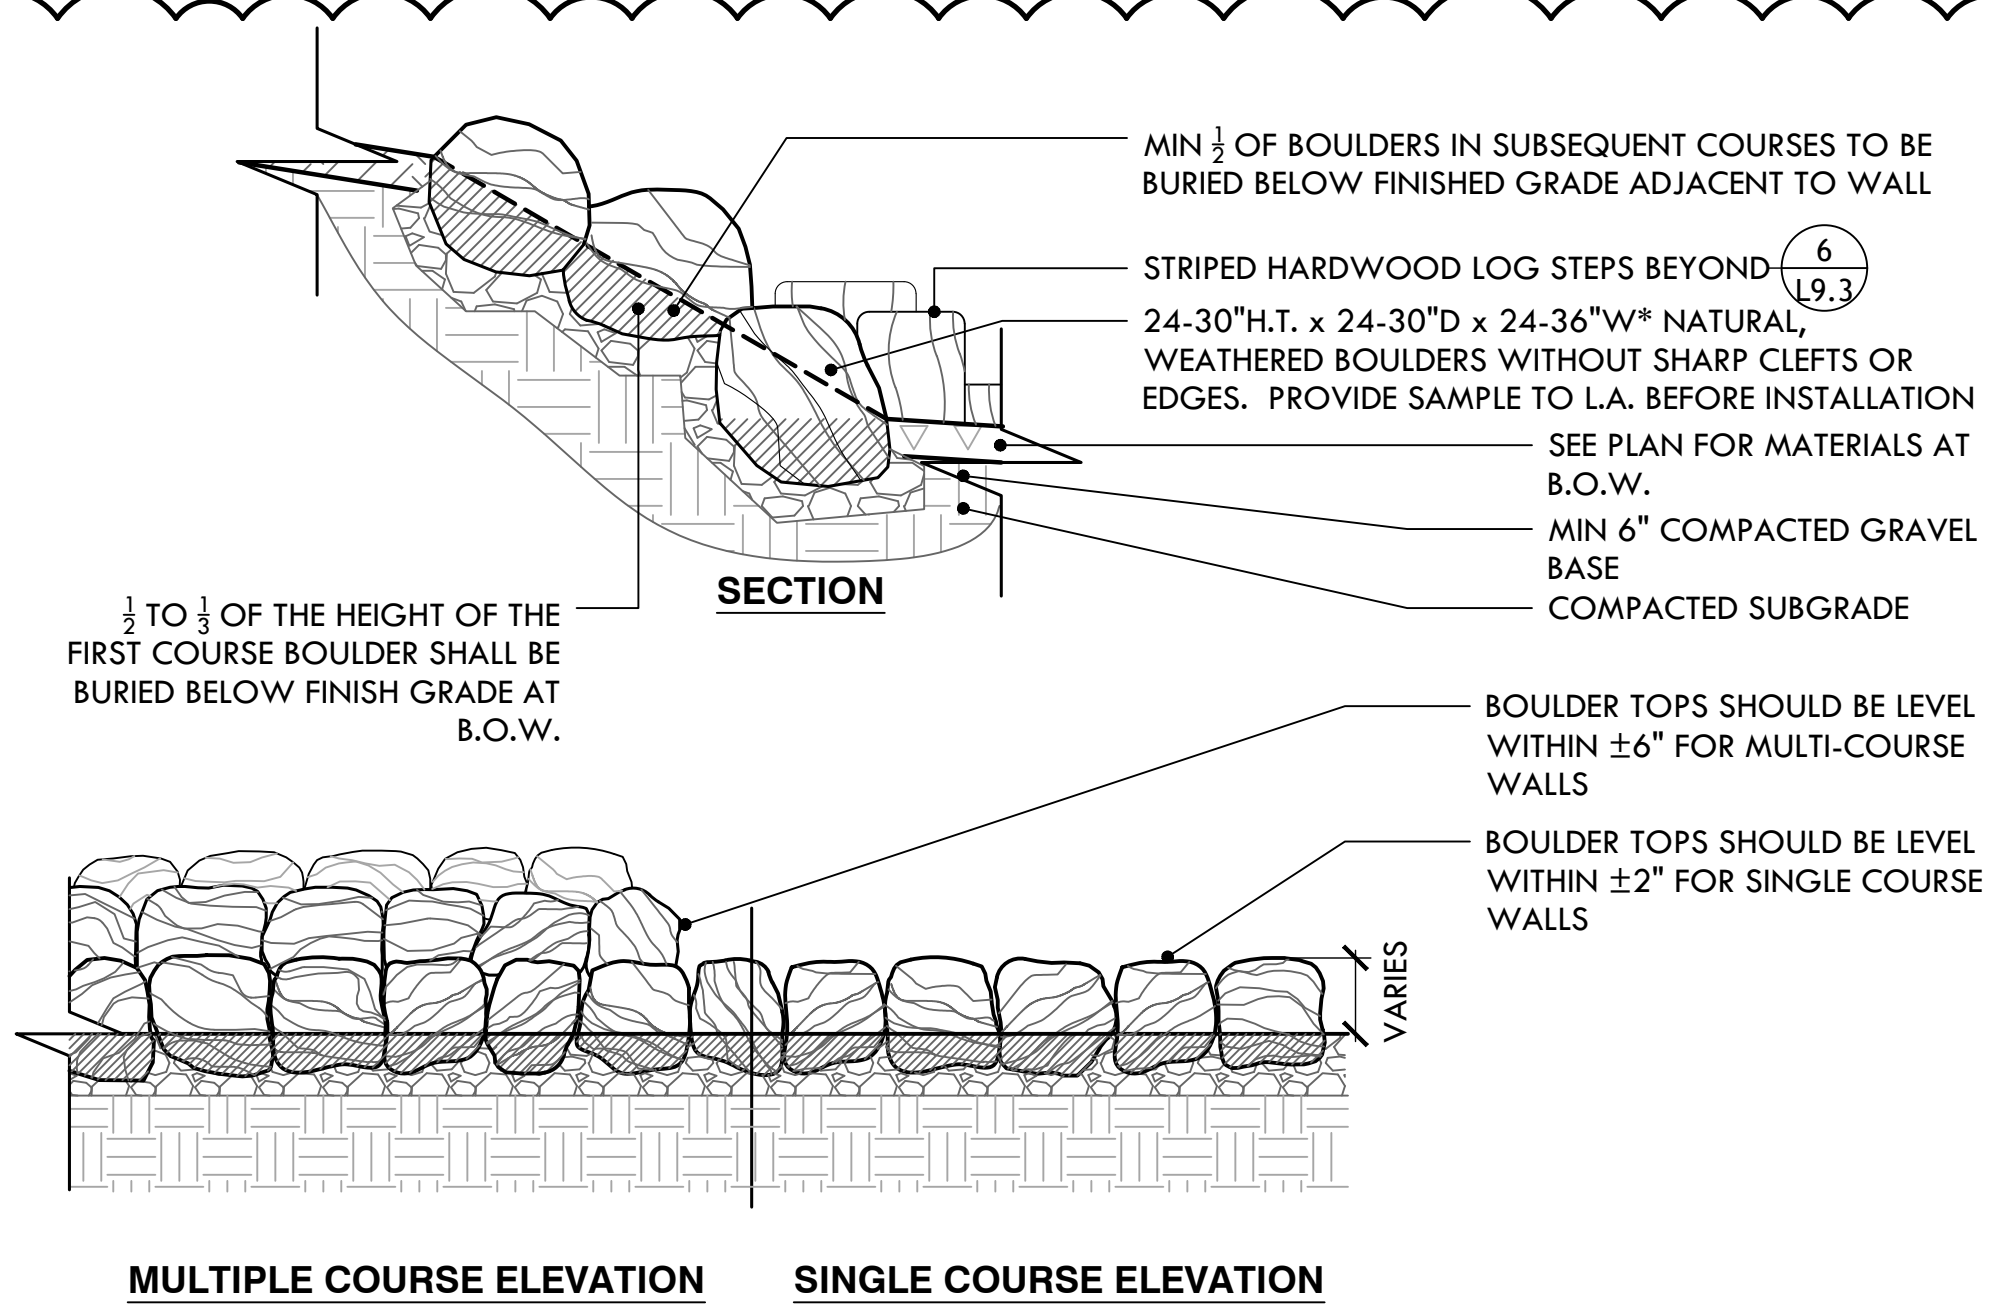 MIN 1/2 OF BOULDERS IN SUBSEQUENT COURSES TO BE
BURIED BELOW FINISHED GRADE ADJACENT TO WALL
STRIPED HARDWOOD LOG STEPS BEYOND
6
L9.3
24-30"H.T. x 24-30"D x 24-36"W* NATURAL,
WEATHERED BOULDERS WITHOUT SHARP CLEFTS OR
EDGES. PROVIDE SAMPLE TO L.A. BEFORE INSTALLATION
SEE PLAN FOR MATERIALS AT
B.O.W.
MIN 6" COMPACTED GRAVEL
BASE
COMPACTED SUBGRADE
SECTION
1/2 TO 1/3 OF THE HEIGHT OF THE
FIRST COURSE BOULDER SHALL BE
BURIED BELOW FINISH GRADE AT
B.O.W.
BOULDER TOPS SHOULD BE LEVEL
WITHIN ±6" FOR MULTI-COURSE
WALLS
BOULDER TOPS SHOULD BE LEVEL
WITHIN ±2" FOR SINGLE COURSE
WALLS
VARIES
MULTIPLE COURSE ELEVATION
SINGLE COURSE ELEVATION